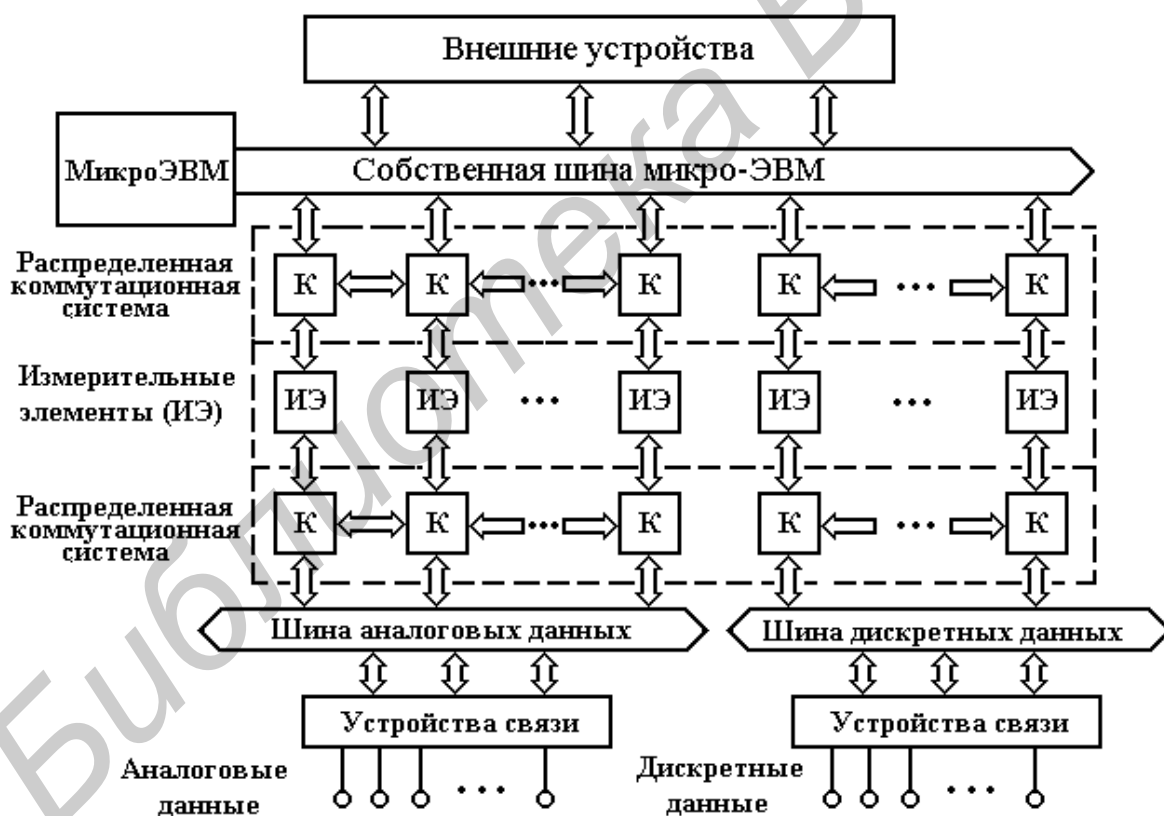 Внешние устройства
МикроЭВМ
Собственная шина микро-ЭВМ
Распределенная
коммутационная
система
К К К К К
Измерительные
элементы (ИЭ)
ИЭ ИЭ ИЭ ИЭ ИЭ
Распределенная
коммутационная
система
К К К К К
Шина аналоговых данных
Шина дискретных данных
Устройства связи
Устройства связи
Аналоговые
данные
Дискретные
данные
Библиотека Б